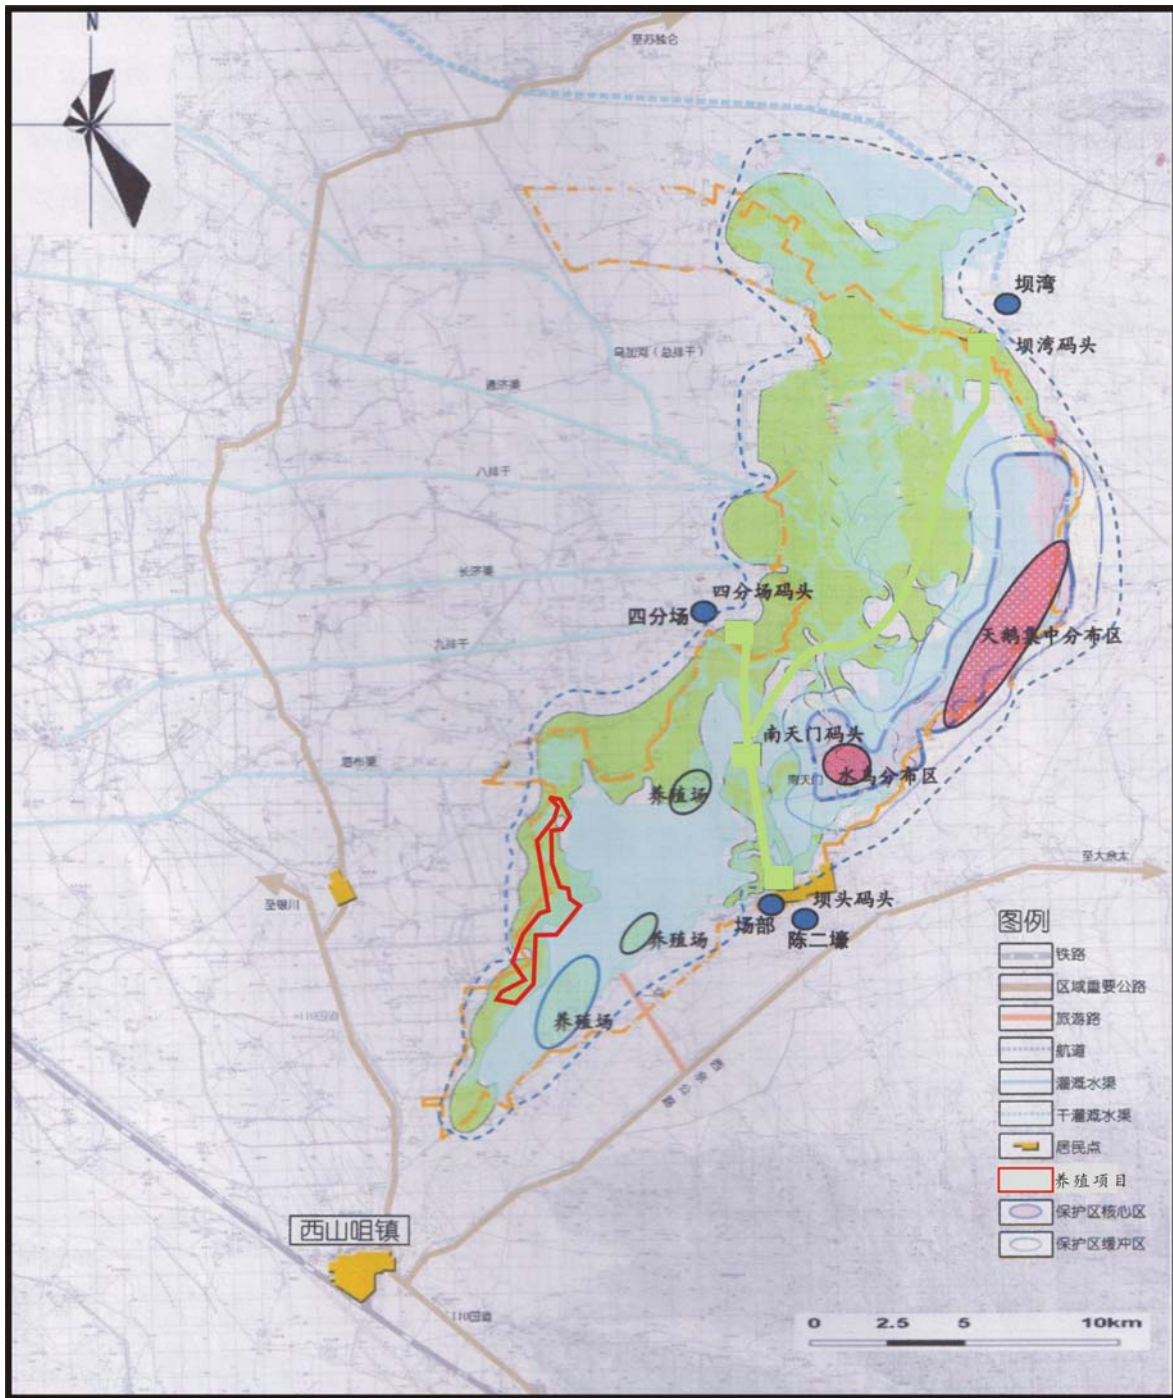 N
至苏独仑
坝湾
坝湾码头
乌加河（总排干）
通济渠
八排干
长济渠
四分场码头
四分场
九排干
天鹅集中分布区
南天门码头
塔布渠
南天门
水鸟分布区
养殖场
至大佘太
至银川
坝头码头
场部
养殖场
陈二壕
养殖场
110国道
西山咀镇
110国道
图例
铁路
区域重要公路
旅游路
航道
灌溉水渠
干灌溉水渠
居民点
养殖项目
保护区核心区
保护区缓冲区
0 2.5 5 10km